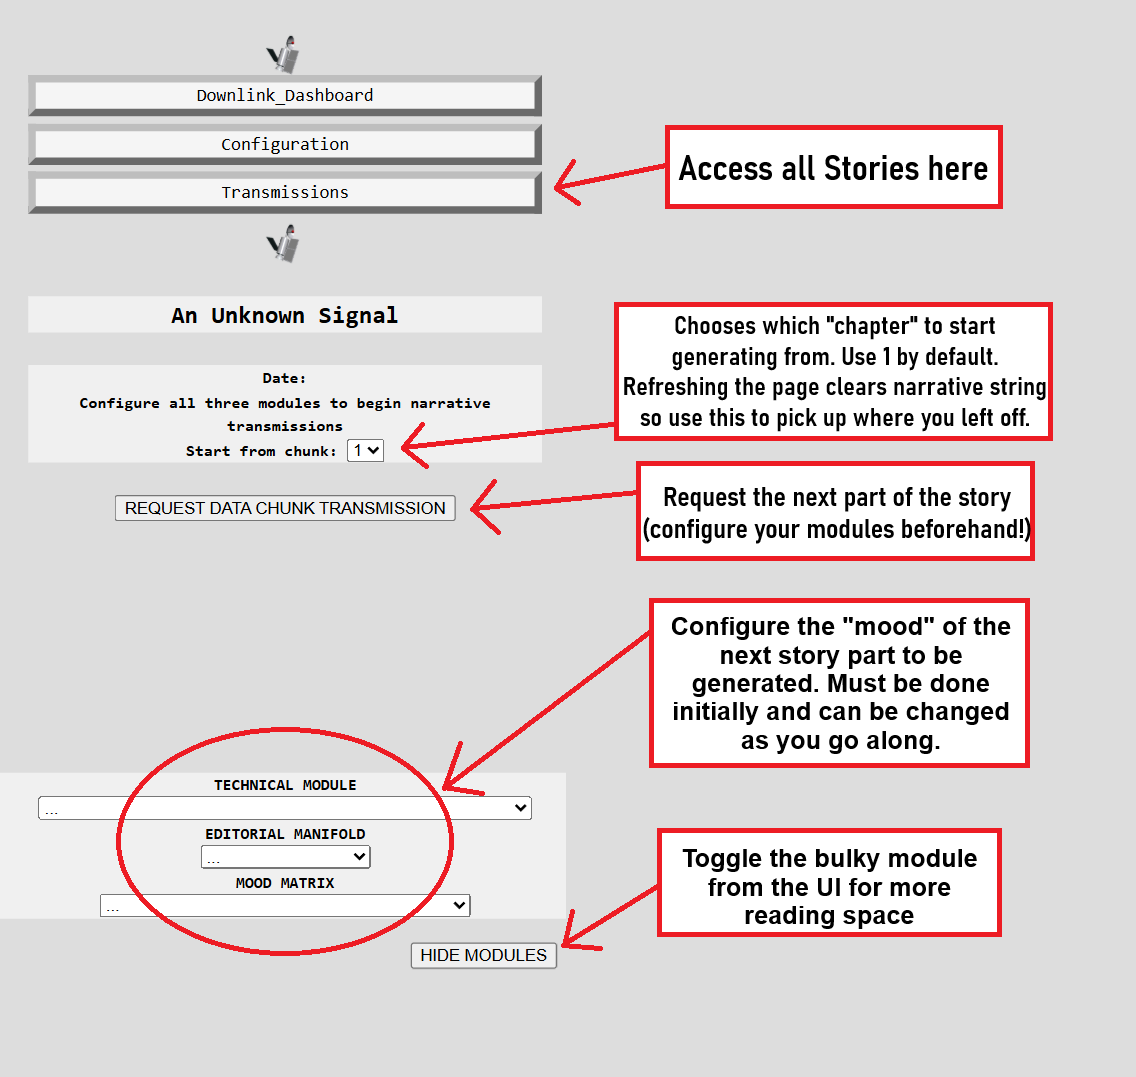 Downlink_Dashboard
Configuration
Transmissions
Access all Stories here
An Unknown Signal
Date:
Configure all three modules to begin narrative
transmissions
Start from chunk: 1
Chooses which "chapter" to start
generating from. Use 1 by default.
Refreshing the page clears narrative string
so use this to pick up where you left off.
REQUEST DATA CHUNK TRANSMISSION
Request the next part of the story
(configure your modules beforehand!)
Configure the "mood" of the
next story part to be
generated. Must be done
initially and can be changed
as you go along.
TECHNICAL MODULE
...
EDITORIAL MANIFOLD
...
MOOD MATRIX
...
Toggle the bulky module
from the UI for more
reading space
HIDE MODULES